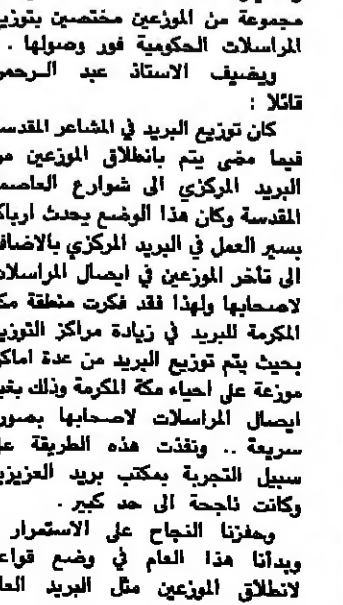 مجموعة من الموزعين مختصين بتوزيع
المراسلات الحكومية فور وصولها .
ويضيف الاستاذ عبد الرحمن
قائلا :
كان توزيع البريد في المشاعر المقدسة
فيما مضى يتم بانطلاق الموزعين من
البريد المركزي الى شوارع العاصمة
المقدسة وكان هذا الوضع يحدث ارباكا
بسير العمل في البريد المركزي بالاضافة
الى تأخر الموزعين في ايصال المراسلات
لاصحابها ولهذا فقد فكرت منطقة مكة
المكرمة للبريد في زيادة مراكز التوزيع
بحيث يتم توزيع البريد من عدة اماكن
موزعة على احياء مكة المكرمة وذلك بغية
ايصال المراسلات لاصحابها بصورة
سريعة .. ونفذت هذه الطريقة على
سبيل التجربة بمكتب بريد العزيزية
وكانت ناجحة الى حد كبير .
وحفزنا النجاح على الاستمرار
وبدأنا هذا العام في وضع قواعد
لانطلاق الموزعين مثل البريد العام